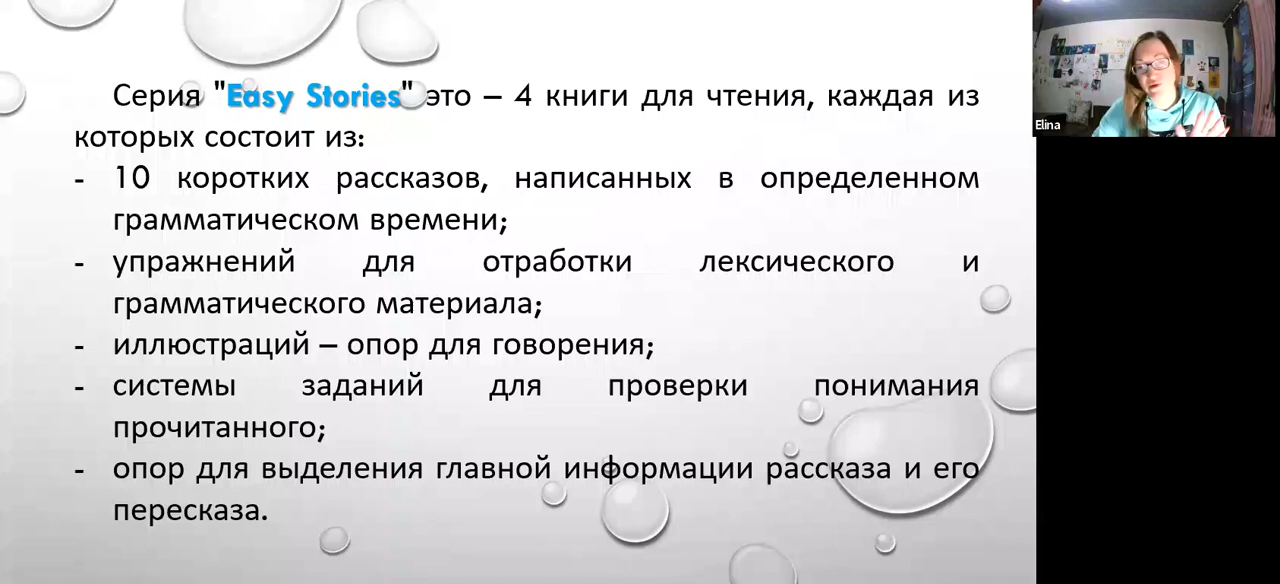 Серия "Easy Stories" это – 4 книги для чтения, каждая из
которых состоит из:
- 10 коротких рассказов, написанных в определенном
грамматическом времени;
- упражнений для отработки лексического и
грамматического материала;
- иллюстраций – опор для говорения;
- системы заданий для проверки понимания
прочитанного;
- опор для выделения главной информации рассказа и его
пересказа.
Elina